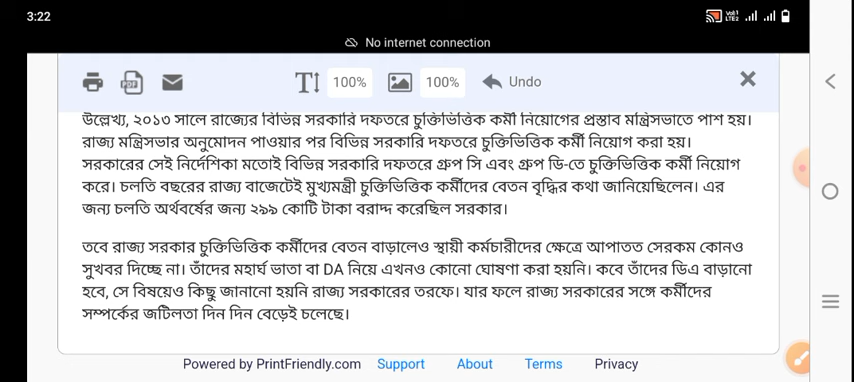 3:22
Vo1
LTE2
No internet connection
100% 100% Undo
উল্লেখ্য, ২০১৩ সালে রাজ্যের বিভিন্ন সরকারি দফতরে চুক্তিভিত্তিক কর্মী নিয়োগের প্রস্তাব মন্ত্রিসভাতে পাশ হয়।
রাজ্য মন্ত্রিসভার অনুমোদন পাওয়ার পর বিভিন্ন সরকারি দফতরে চুক্তিভিত্তিক কর্মী নিয়োগ করা হয়।
সরকারের সেই নির্দেশিকা মতোই বিভিন্ন সরকারি দফতরে গ্রুপ সি এবং গ্রুপ ডি-তে চুক্তিভিত্তিক কর্মী নিয়োগ
করে। চলতি বছরের রাজ্য বাজেটেই মুখ্যমন্ত্রী চুক্তিভিত্তিক কর্মীদের বেতন বৃদ্ধির কথা জানিয়েছিলেন। এর
জন্য চলতি অর্থবর্ষের জন্য ২৯৯ কোটি টাকা বরাদ্দ করেছিল সরকার।
তবে রাজ্য সরকার চুক্তিভিত্তিক কর্মীদের বেতন বাড়ালেও স্থায়ী কর্মচারীদের ক্ষেত্রে আপাতত সেরকম কোনও
সুখবর দিচ্ছে না। তাঁদের মহার্ঘ ভাতা বা DA নিয়ে এখনও কোনো ঘোষণা করা হয়নি। কবে তাঁদের ডিএ বাড়ানো
হবে, সে বিষয়েও কিছু জানানো হয়নি রাজ্য সরকারের তরফে। যার ফলে রাজ্য সরকারের সঙ্গে কর্মীদের
সম্পর্কের জটিলতা দিন দিন বেড়েই চলেছে।
Powered by PrintFriendly.com Support About Terms Privacy